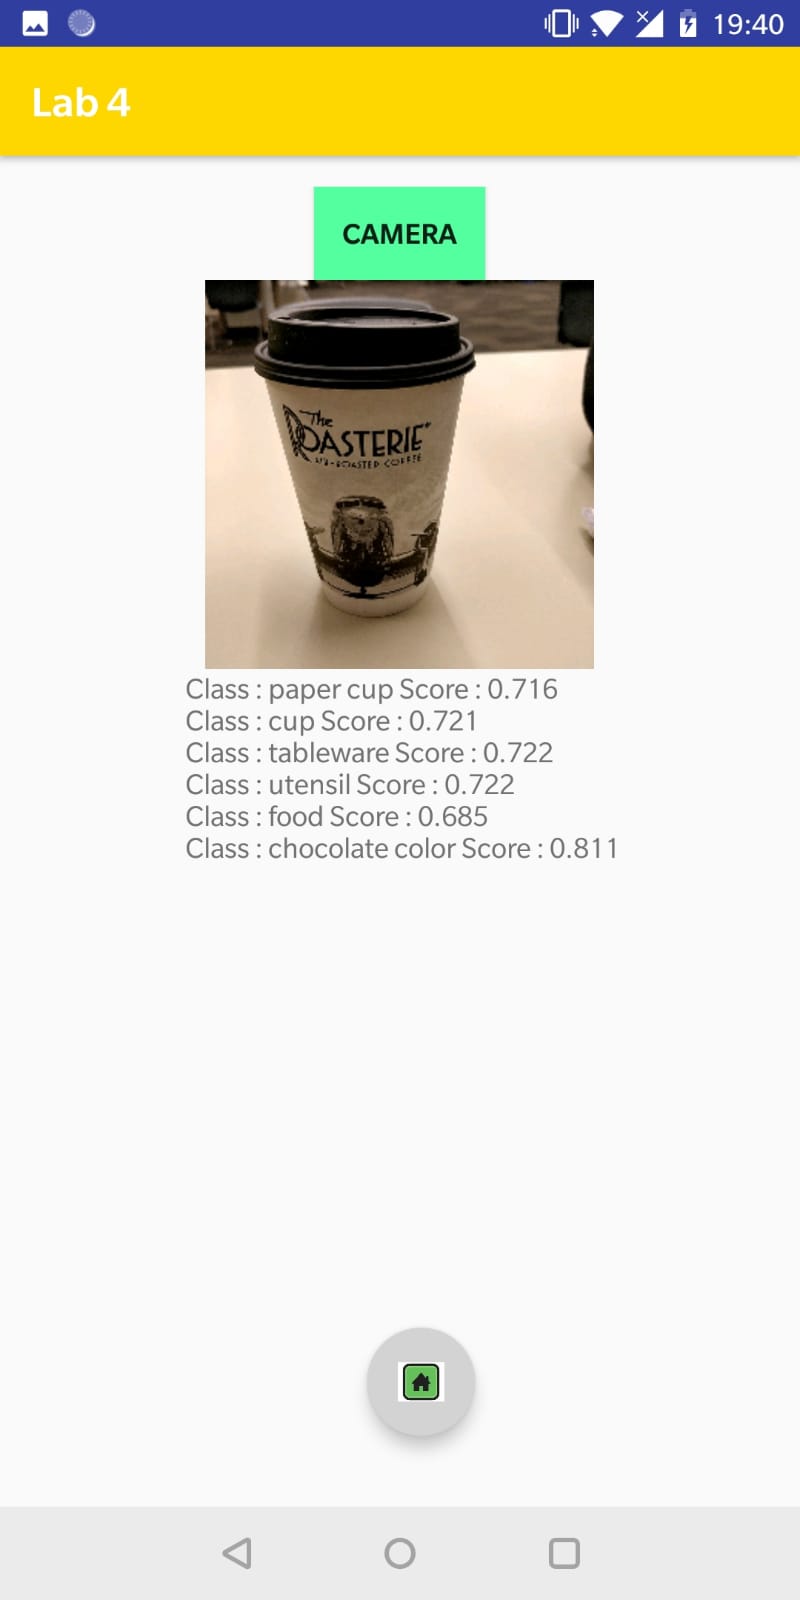 19:40
Lab 4
CAMERA
The
ROASTERIE
AIR-ROASTED COFFEE
Class : paper cup Score : 0.716
Class : cup Score : 0.721
Class : tableware Score : 0.722
Class : utensil Score : 0.722
Class : food Score : 0.685
Class : chocolate color Score : 0.811